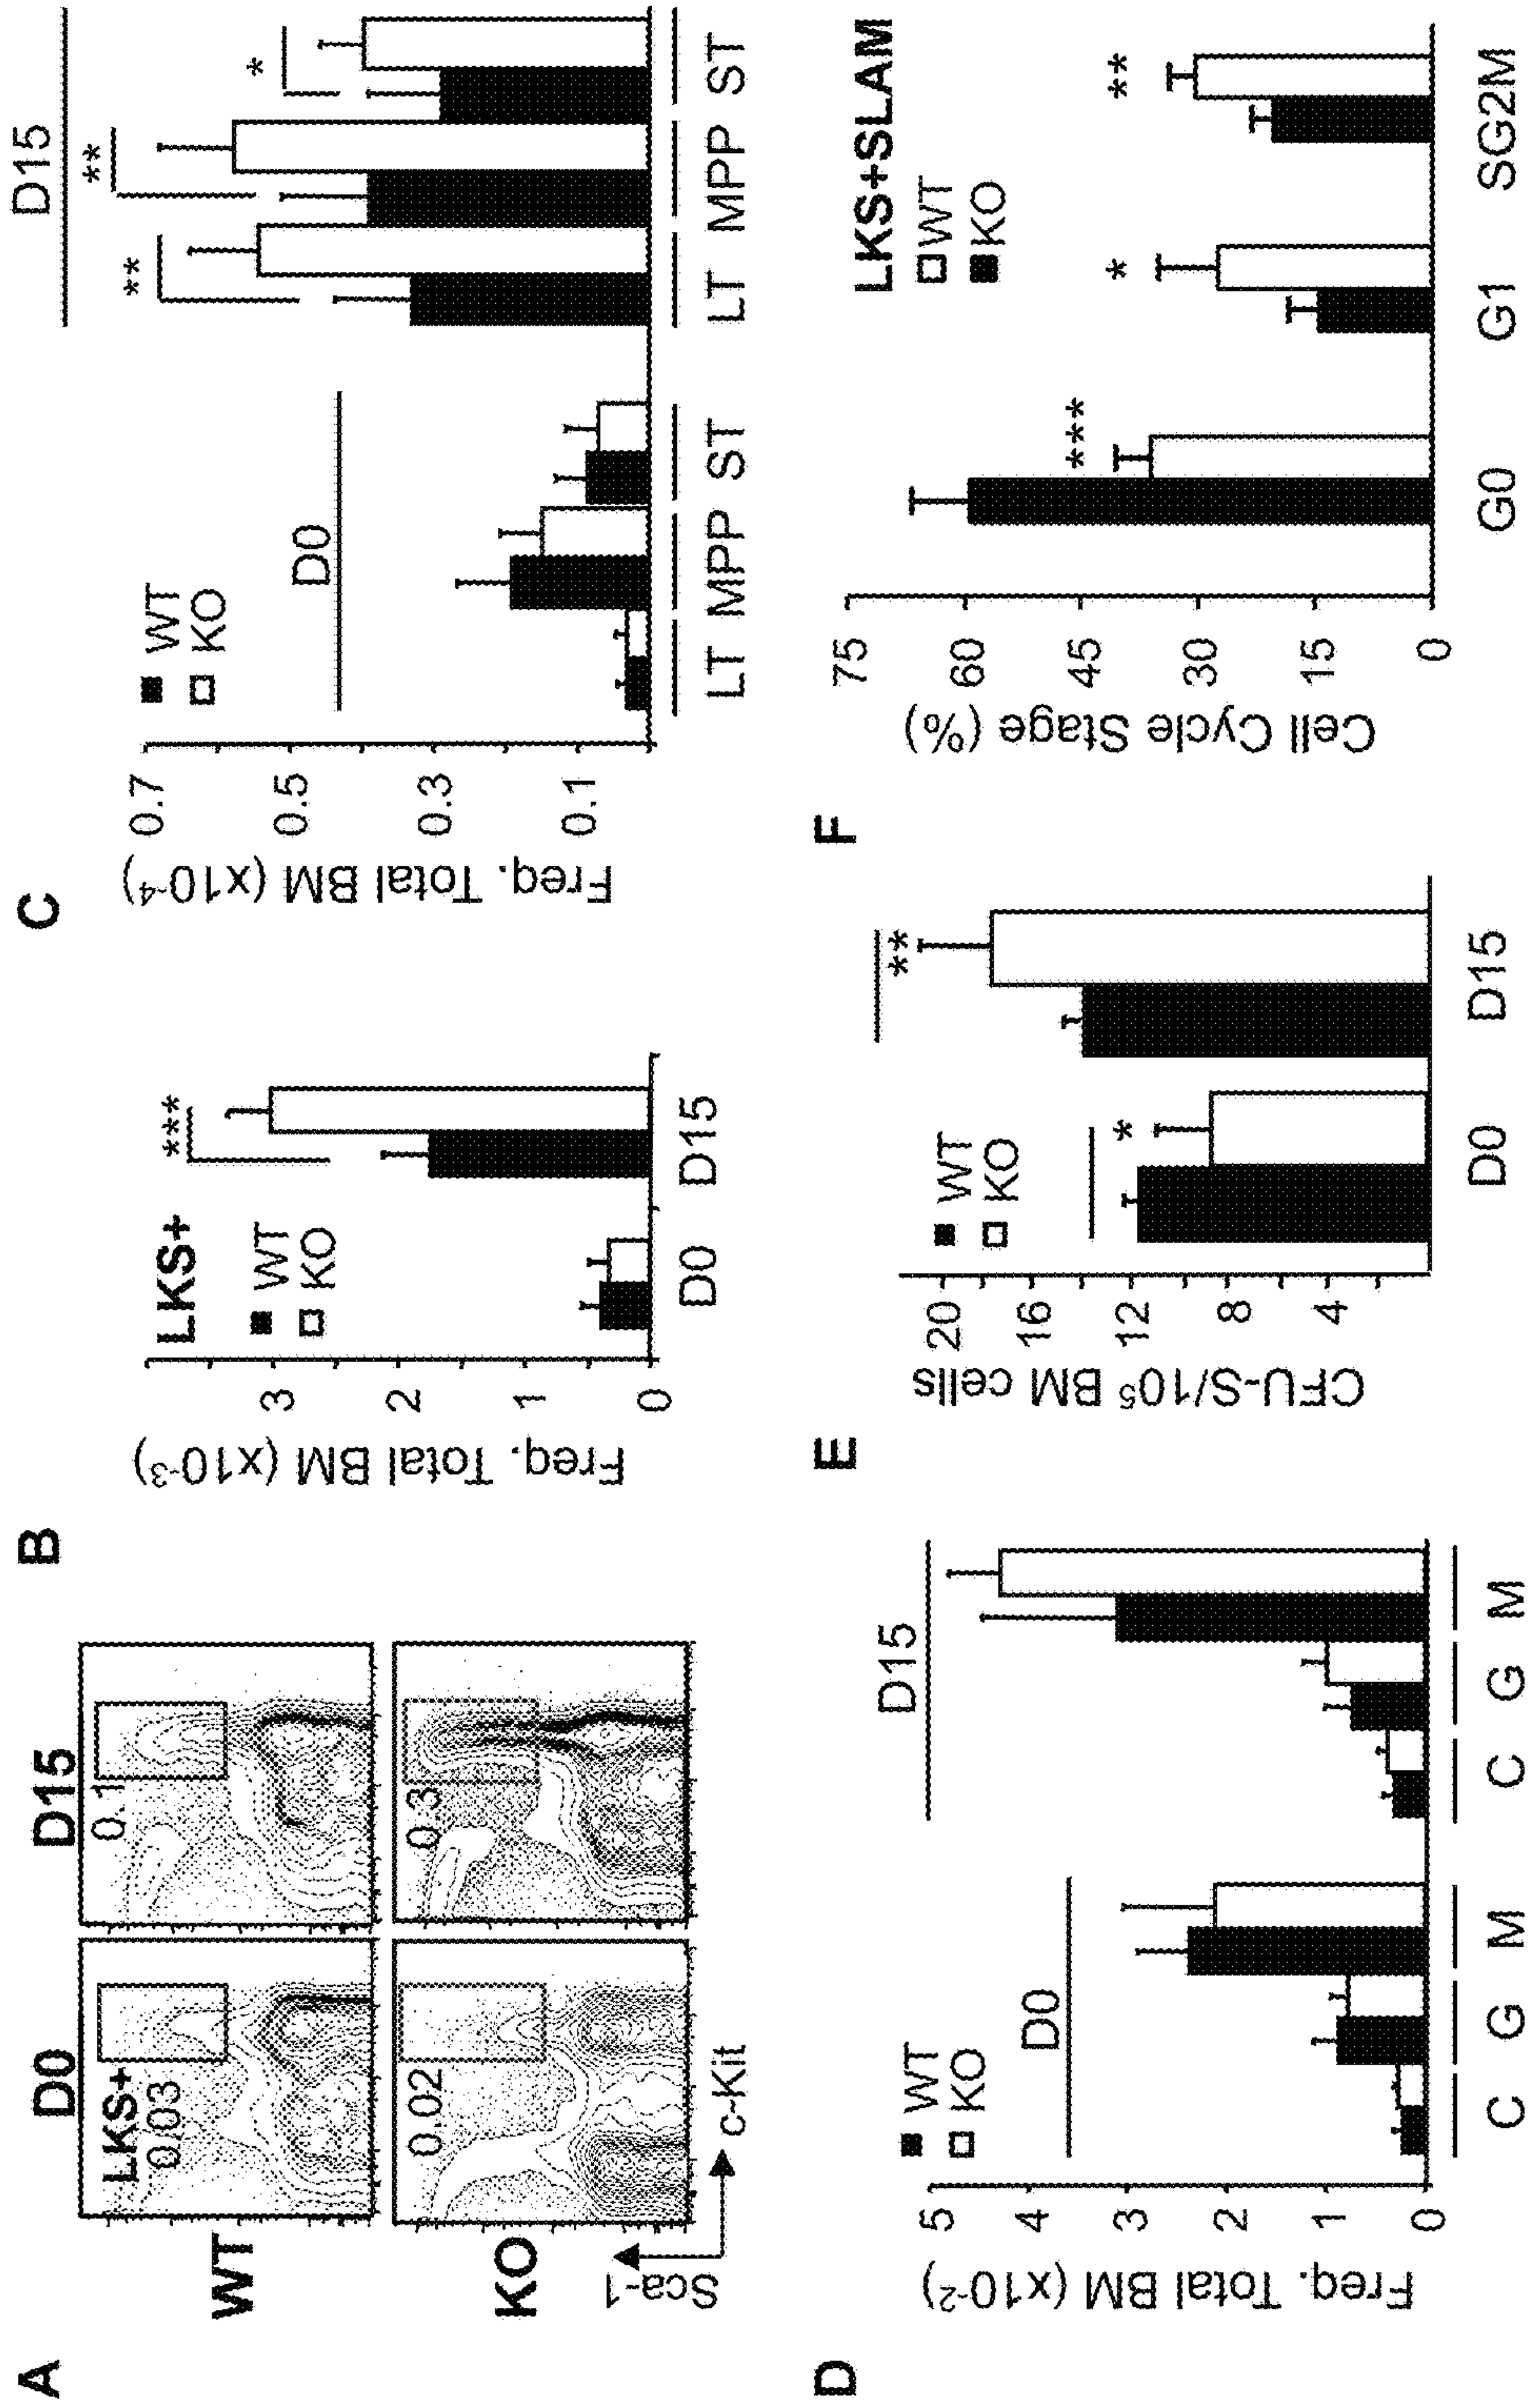 A
D0
D15
WT
LKS+
0.03
0.1
KO
0.02
0.3
Sca-1
c-Kit
B
LKS+
WT
KO
***
Freq. Total BM (x10-3)
3
2
1
0
D0
D15
C
D15
WT
KO
D0
**
**
*
Freq. Total BM (x10-4)
0.7
0.5
0.3
0.1
LT MPP ST
LT MPP ST
D
WT
KO
D0
D15
Freq. Total BM (x10-2)
5
4
3
2
1
0
C G M
C G M
E
WT
KO
*
**
CFU-S/10⁵ BM cells
20
16
12
8
4
D0
D15
F
LKS+SLAM
WT
KO
***
*
**
Cell Cycle Stage (%)
75
60
45
30
15
0
G0
G1
SG2M